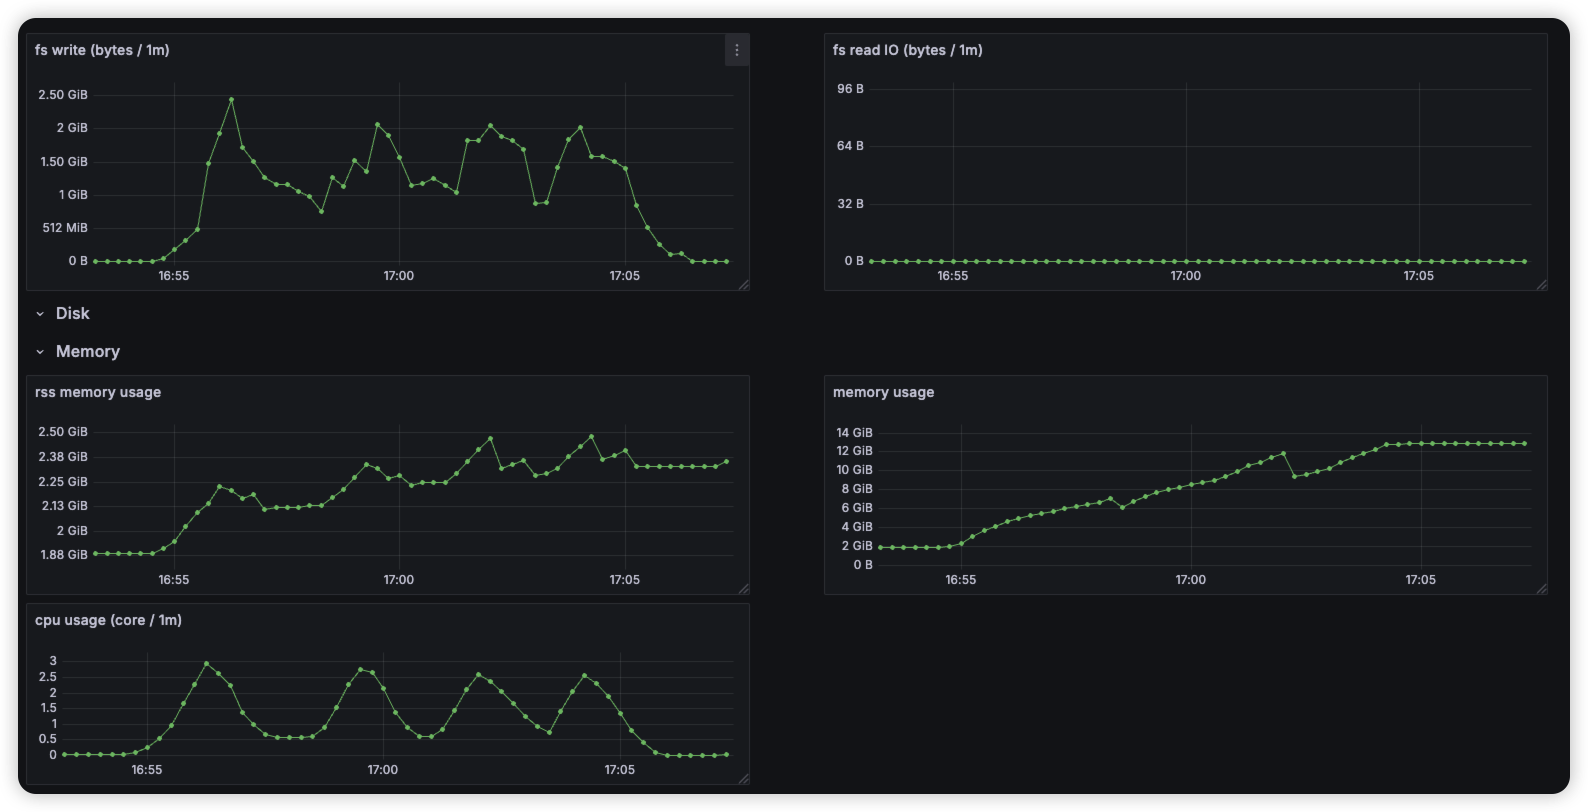 fs write (bytes / 1m)
2.50 GiB
2 GiB
1.50 GiB
1 GiB
512 MiB
0 B
16:55 17:00 17:05
fs read IO (bytes / 1m)
96 B
64 B
32 B
0 B
16:55 17:00 17:05
Disk
Memory
rss memory usage
2.50 GiB
2.38 GiB
2.25 GiB
2.13 GiB
2 GiB
1.88 GiB
16:55 17:00 17:05
memory usage
14 GiB
12 GiB
10 GiB
8 GiB
6 GiB
4 GiB
2 GiB
0 B
16:55 17:00 17:05
cpu usage (core / 1m)
3
2.5
2
1.5
1
0.5
0
16:55 17:00 17:05